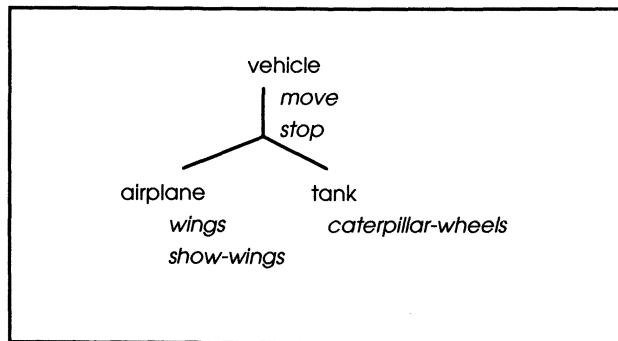 vehicle
move
stop
airplane tank
wings caterpillar-wheels
show-wings